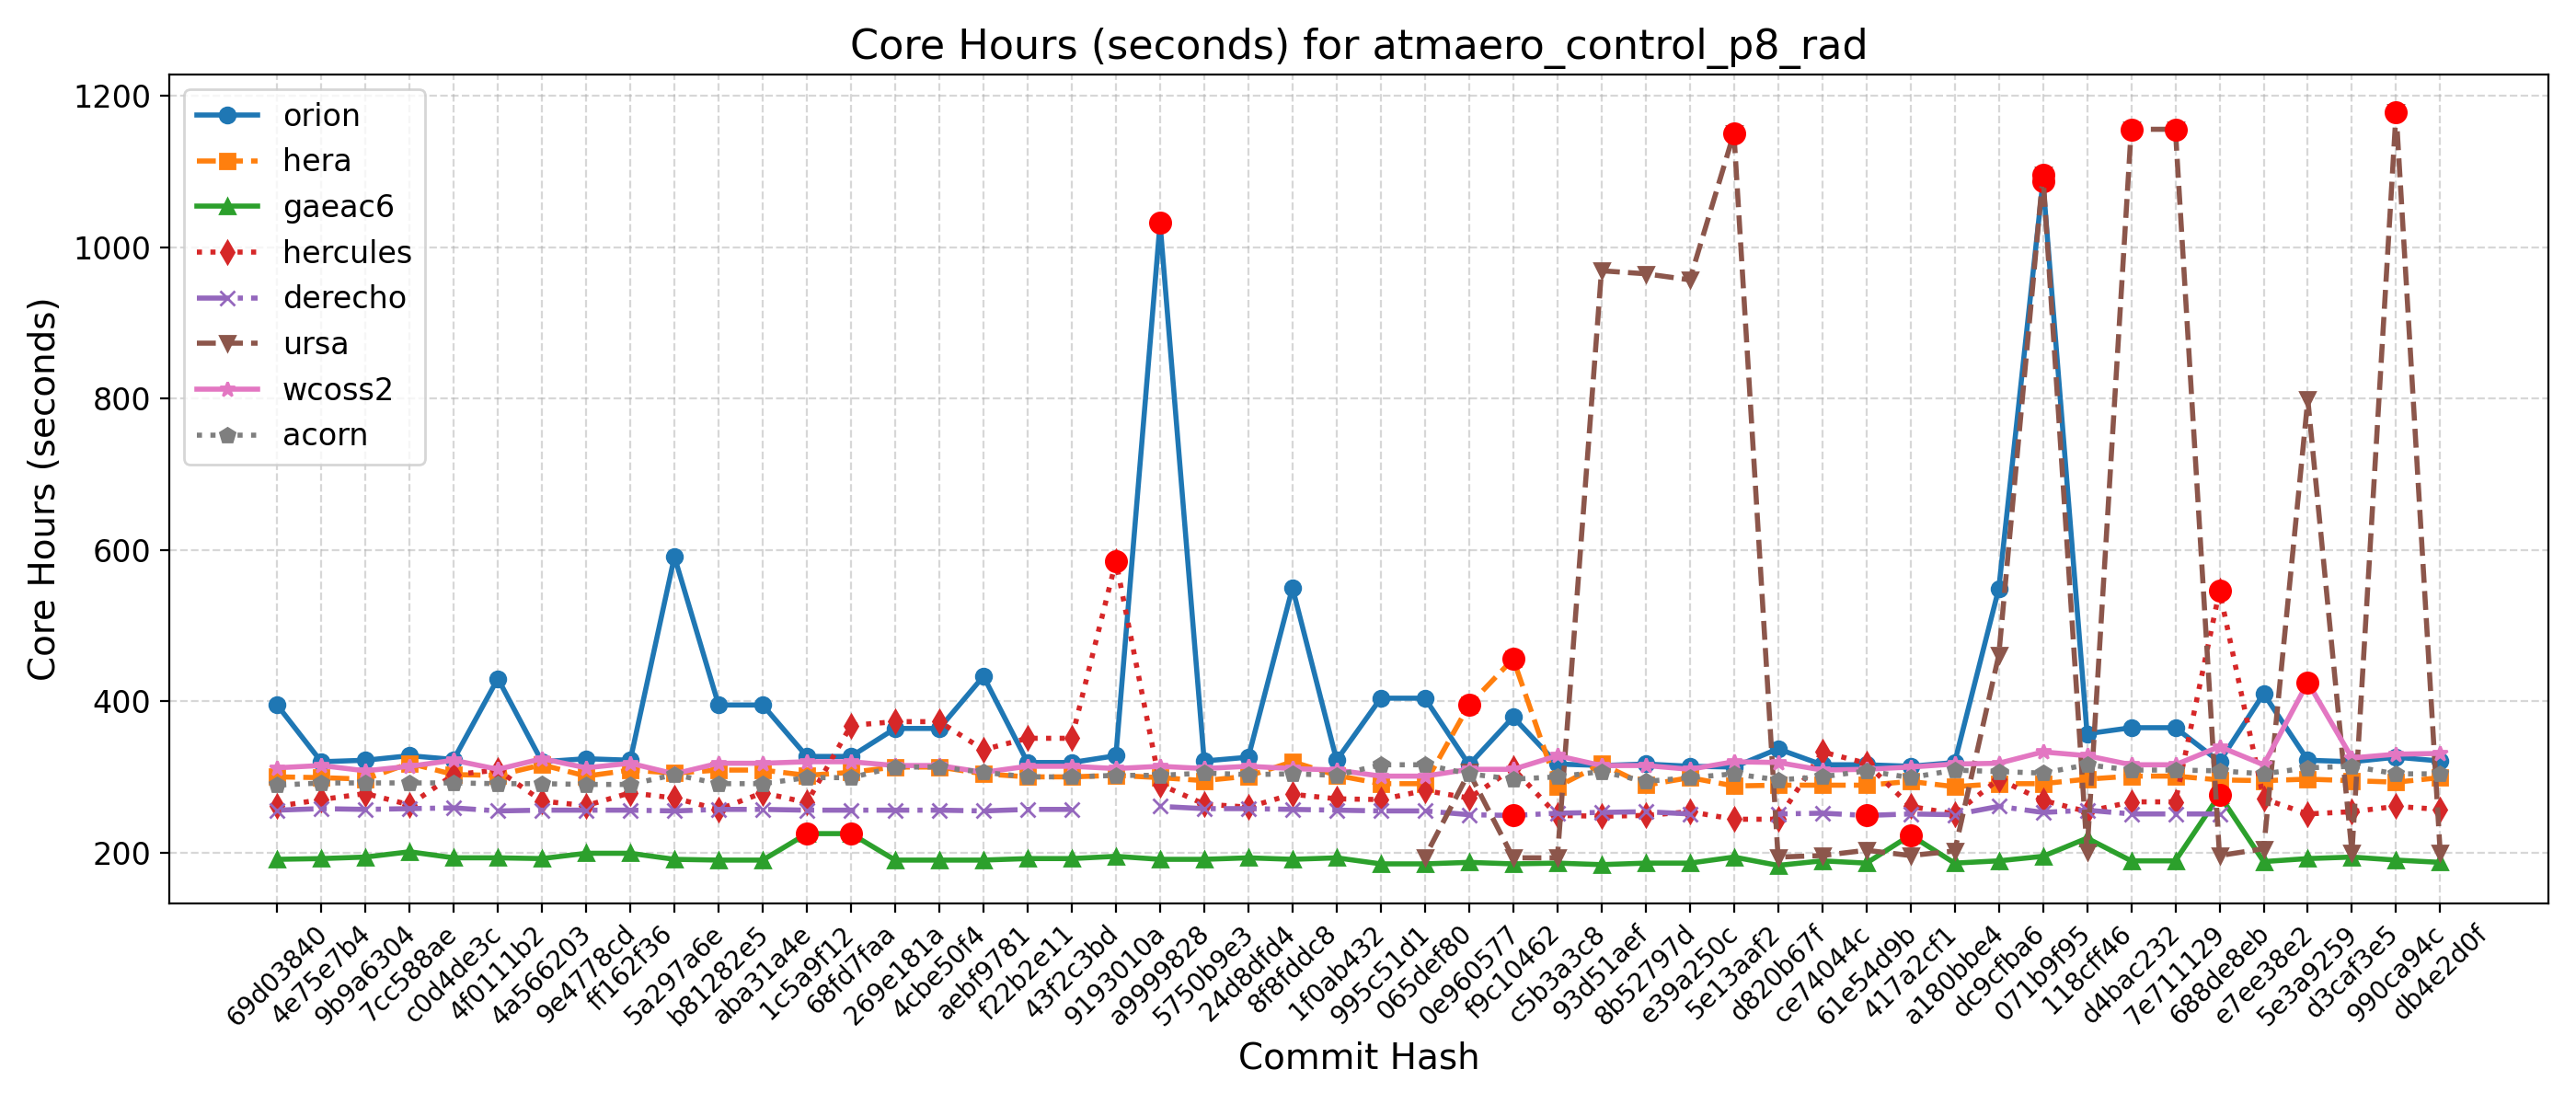 Core Hours (seconds) for atmaero_control_p8_rad
Core Hours (seconds)
1200
1000
800
600
400
200
orion
hera
gaeac6
hercules
derecho
ursa
wcoss2
acorn
69d03840
4e75e7b4
9b9a6304
7cc588ae
c0d4de3c
4f0111b2
4a566203
9e4778cd
ff162f36
5a297a6e
b81282e5
aba31a4e
1c5a9f12
68fd7faa
269e181a
4cbe50f4
aebf9781
f22b2e11
43f2c3bd
9193010a
a9999828
5750b9e3
24d8dfd4
8f8fddc8
1f0ab432
995c51d1
065def80
0e960577
f9c10462
c5b3a3c8
93d51aef
8b52797d
e39a250c
5e13aaf2
d820b67f
ce74044c
61e54d9b
417a2cf1
a180bbe4
dc9cfba6
071b9f95
118cff46
d4bac232
7e711129
688de8eb
e7ee38e2
5e3a9259
d3caf3e5
990ca94c
db4e2d0f
Commit Hash